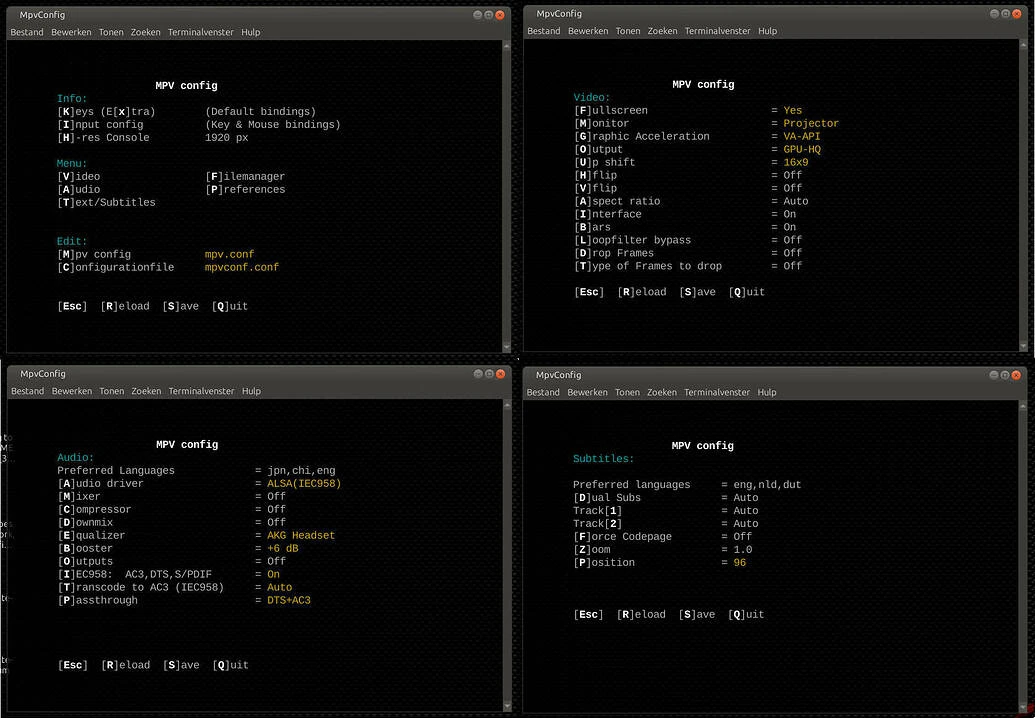 MpvConfig
Bestand Bewerken Tonen Zoeken Terminalvenster Hulp
MPV config
Info:
[K]eys (E[x]tra) (Default bindings)
[I]nput config (Key & Mouse bindings)
[H]-res Console 1920 px
Menu:
[V]ideo [F]ilemanager
[A]udio [P]references
[T]ext/Subtitles
Edit:
[M]pv config mpv.conf
[C]onfigurationfile mpvconf.conf
[Esc] [R]eload [S]ave [Q]uit
MpvConfig
Bestand Bewerken Tonen Zoeken Terminalvenster Hulp
MPV config
Video:
[F]ullscreen = Yes
[M]onitor = Projector
[G]raphic Acceleration = VA-API
[O]utput = GPU-HQ
[U]p shift = 16x9
[H]flip = Off
[V]flip = Off
[A]spect ratio = Auto
[I]nterface = On
[B]ars = On
[L]oopfilter bypass = Off
[D]rop Frames = Off
[T]ype of Frames to drop = Off
[Esc] [R]eload [S]ave [Q]uit
MpvConfig
Bestand Bewerken Tonen Zoeken Terminalvenster Hulp
MPV config
Audio:
Preferred Languages = jpn,chi,eng
[A]udio driver = ALSA(IEC958)
[M]ixer = Off
[C]ompressor = Off
[D]ownmix = Off
[E]qualizer = AKG Headset
[B]ooster = +6 dB
[O]utputs = Off
[I]EC958: AC3,DTS,S/PDIF = On
[T]ranscode to AC3 (IEC958) = Auto
[P]assthrough = DTS+AC3
[Esc] [R]eload [S]ave [Q]uit
MpvConfig
Bestand Bewerken Tonen Zoeken Terminalvenster Hulp
MPV config
Subtitles:
Preferred languages = eng,nld,dut
[D]ual Subs = Auto
Track[1] = Auto
Track[2] = Auto
[F]orce Codepage = Off
[Z]oom = 1.0
[P]osition = 96
[Esc] [R]eload [S]ave [Q]uit